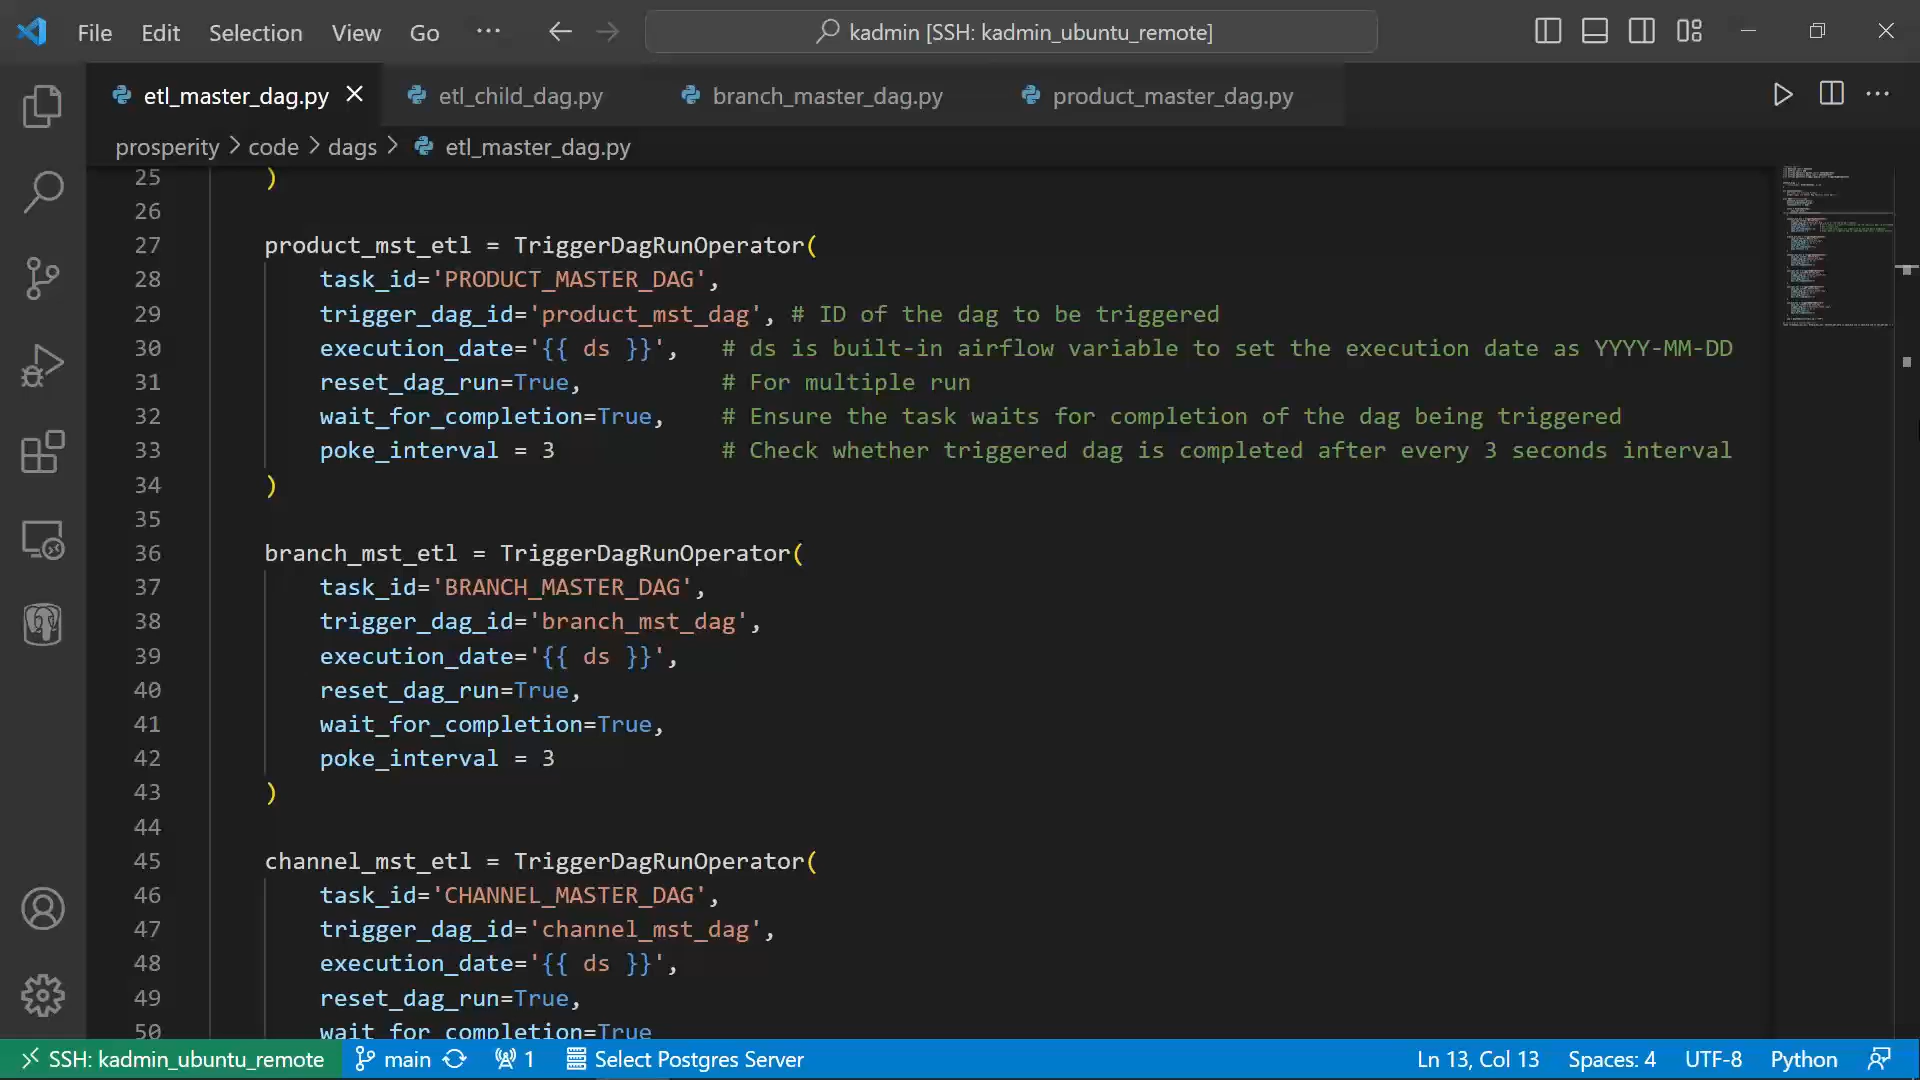 File Edit Selection View Go ··· kadmin [SSH: kadmin_ubuntu_remote]
etl_master_dag.py etl_child_dag.py branch_master_dag.py product_master_dag.py
prosperity > code > dags > etl_master_dag.py
25 )
26
27 product_mst_etl = TriggerDagRunOperator(
28 task_id='PRODUCT_MASTER_DAG',
29 trigger_dag_id='product_mst_dag', # ID of the dag to be triggered
30 execution_date='{{ ds }}', # ds is built-in airflow variable to set the execution date as YYYY-MM-DD
31 reset_dag_run=True, # For multiple run
32 wait_for_completion=True, # Ensure the task waits for completion of the dag being triggered
33 poke_interval = 3 # Check whether triggered dag is completed after every 3 seconds interval
34 )
35
36 branch_mst_etl = TriggerDagRunOperator(
37 task_id='BRANCH_MASTER_DAG',
38 trigger_dag_id='branch_mst_dag',
39 execution_date='{{ ds }}',
40 reset_dag_run=True,
41 wait_for_completion=True,
42 poke_interval = 3
43 )
44
45 channel_mst_etl = TriggerDagRunOperator(
46 task_id='CHANNEL_MASTER_DAG',
47 trigger_dag_id='channel_mst_dag',
48 execution_date='{{ ds }}',
49 reset_dag_run=True,
50 wait_for_completion=True
SSH: kadmin_ubuntu_remote main 1 Select Postgres Server Ln 13, Col 13 Spaces: 4 UTF-8 Python